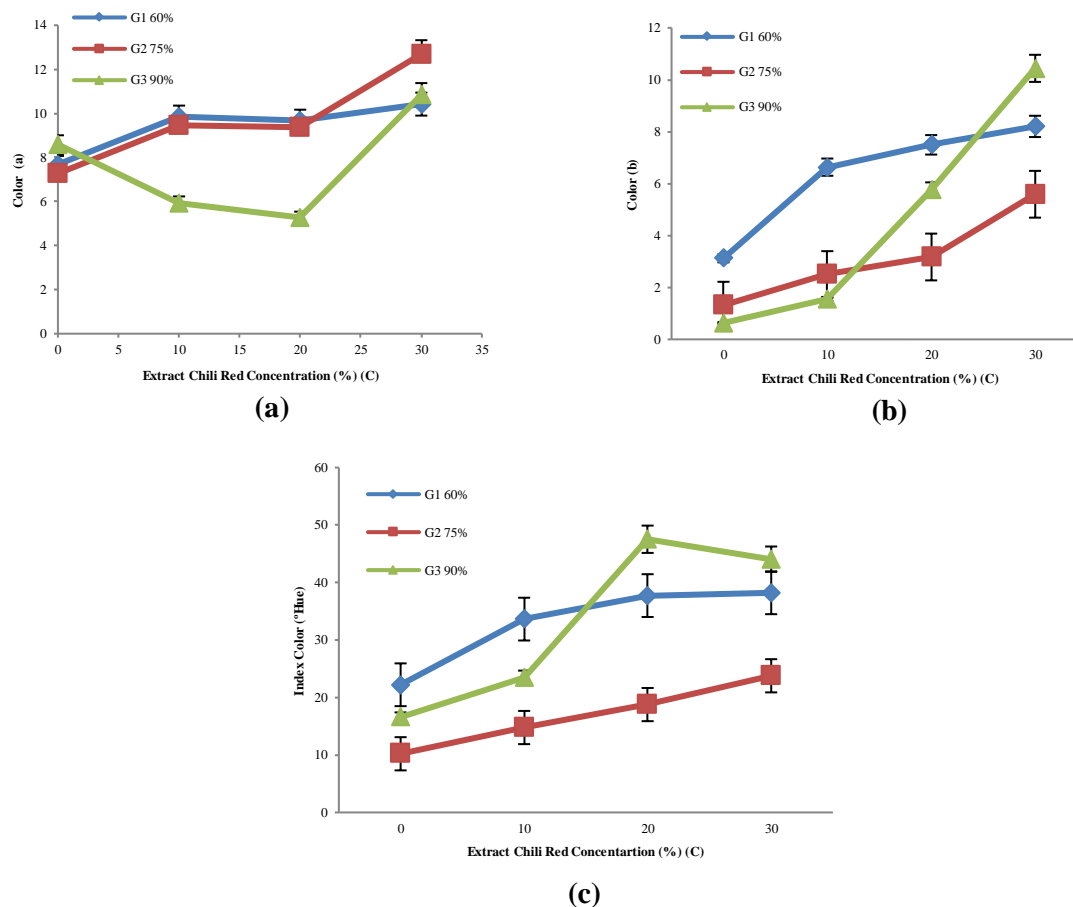 14
12
10
8
6
4
2
0
Color (a)
G1 60%
G2 75%
G3 90%
0 5 10 15 20 25 30 35
Extract Chili Red Concentration (%) (C)
(a)
12
10
8
6
4
2
0
Color (b)
G1 60%
G2 75%
G3 90%
0 10 20 30
Extract Chili Red Concentration (%) (C)
(b)
60
50
40
30
20
10
0
Index Color (ºHue)
G1 60%
G2 75%
G3 90%
0 10 20 30
Extract Chili Red Concentartion (%) (C)
(c)